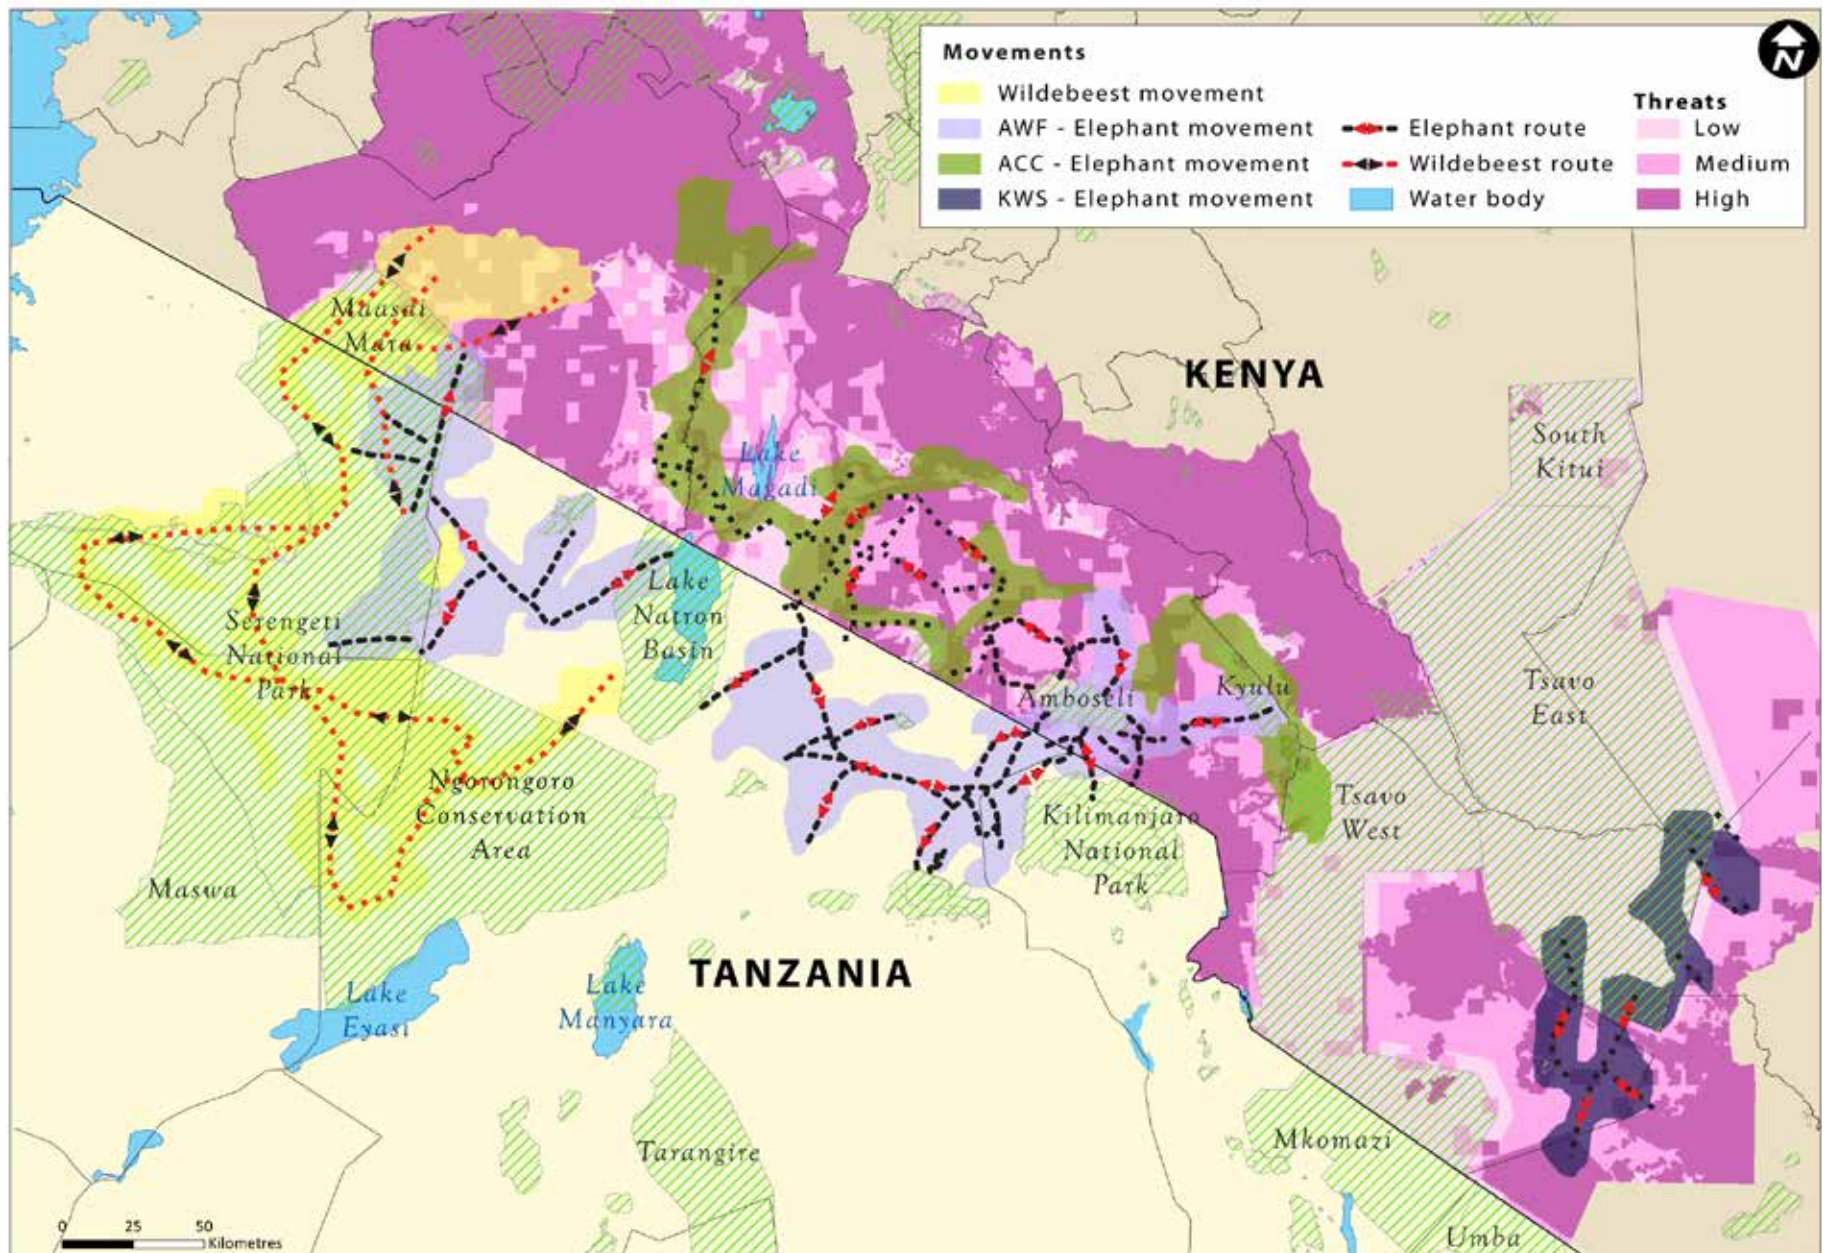 N
Movements
Wildebeest movement
AWF - Elephant movement
ACC - Elephant movement
KWS - Elephant movement
Elephant route
Wildebeest route
Water body
Threats
Low
Medium
High
Maasai
Mara
KENYA
South
Kitui
Lake
Magadi
Lake
Natron
Basin
Serengeti
National
Park
Amboseli
Kyulu
Tsavo
East
Ngorongoro
Conservation
Area
Kilimanjaro
National
Park
Tsavo
West
Maswa
TANZANIA
Lake
Eyasi
Lake
Manyara
Tarangire
Mkomazi
Umba
0 25 50
Kilometres